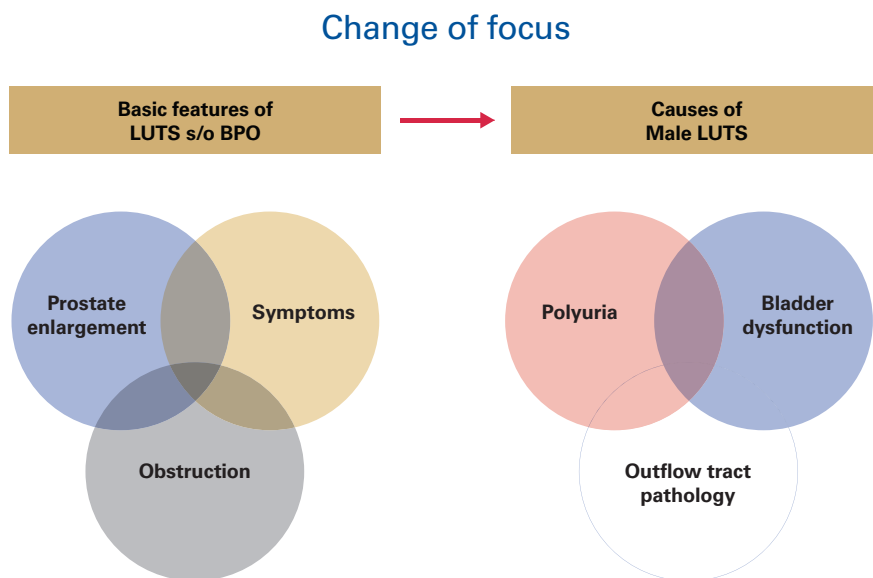 Change of focus
Basic features of
LUTS s/o BPO
Causes of
Male LUTS
Prostate
enlargement
Symptoms
Obstruction
Polyuria
Bladder
dysfunction
Outflow tract
pathology